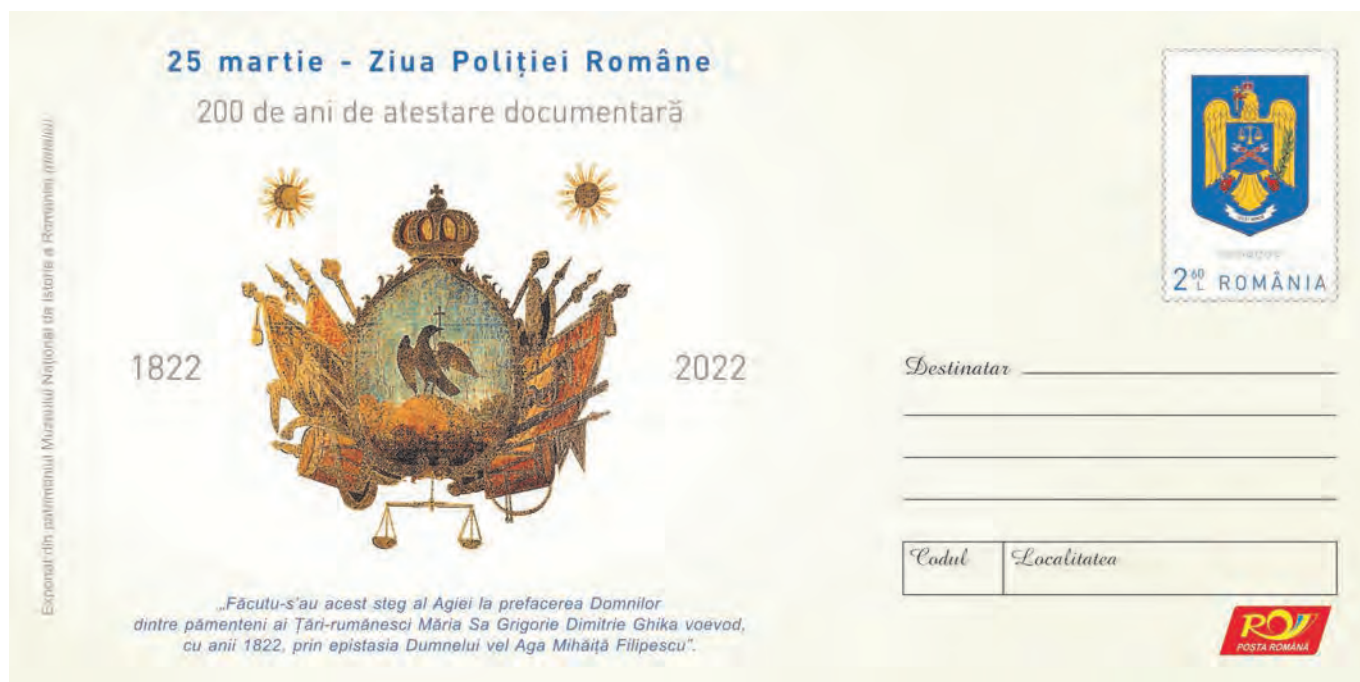 25 martie - Ziua Poliției Române
200 de ani de atestare documentară
Exponat din patrimoniul Muzeului Național de Istorie a României (detaliu)
1822
2022
„Făcutu-s'au acest steg al Agiei la prefacerea Domnilor
dintre pămenteni ai Țări-rumănesci Măria Sa Grigorie Dimitrie Ghika voevod,
cu anii 1822, prin epistasia Dumnelui vel Aga Mihăiță Filipescu”.
2⁶⁰ L ROMÂNIA
Destinatar
Codul
Localitatea
POȘTA ROMÂNĂ